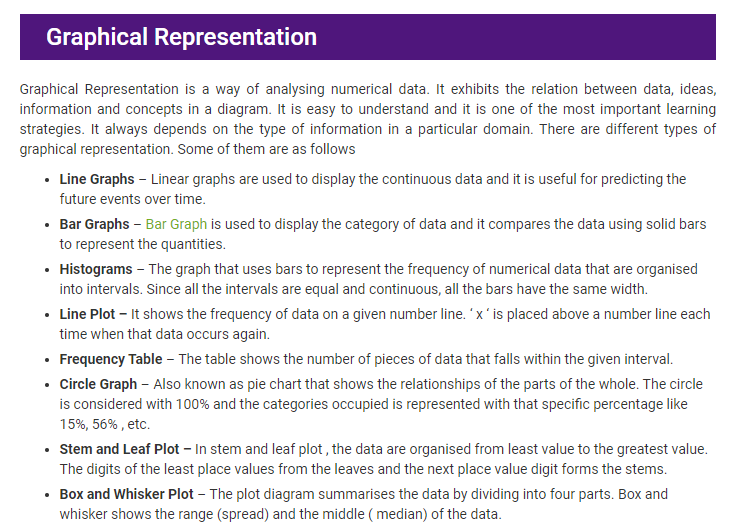 Graphical Representation
Graphical Representation is a way of analysing numerical data. It exhibits the relation between data, ideas,
information and concepts in a diagram. It is easy to understand and it is one of the most important learning
strategies. It always depends on the type of information in a particular domain. There are different types of
graphical representation. Some of them are as follows
• Line Graphs – Linear graphs are used to display the continuous data and it is useful for predicting the
future events over time.
• Bar Graphs – Bar Graph is used to display the category of data and it compares the data using solid bars
to represent the quantities.
• Histograms – The graph that uses bars to represent the frequency of numerical data that are organised
into intervals. Since all the intervals are equal and continuous, all the bars have the same width.
• Line Plot – It shows the frequency of data on a given number line. ‘ x ‘ is placed above a number line each
time when that data occurs again.
• Frequency Table – The table shows the number of pieces of data that falls within the given interval.
• Circle Graph – Also known as pie chart that shows the relationships of the parts of the whole. The circle
is considered with 100% and the categories occupied is represented with that specific percentage like
15%, 56% , etc.
• Stem and Leaf Plot – In stem and leaf plot , the data are organised from least value to the greatest value.
The digits of the least place values from the leaves and the next place value digit forms the stems.
• Box and Whisker Plot – The plot diagram summarises the data by dividing into four parts. Box and
whisker shows the range (spread) and the middle ( median) of the data.